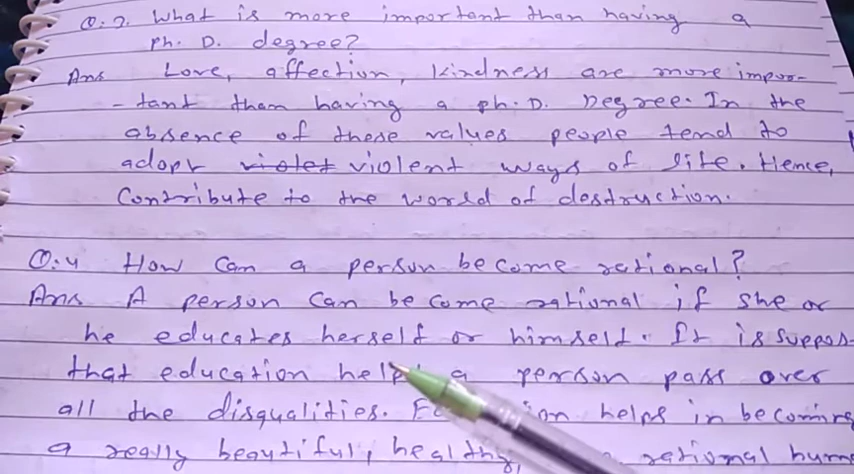 Q.3. What is more important than having a
Ph. D. degree?
Ans Love, affection, kindness are more impor-
-tant than having a ph. D. Degree. In the
absence of these values people tend to
adopt violet violent ways of life. Hence,
Contribute to the world of destruction.
Q.4 How can a person become rational?
Ans A person can become rational if she or
he educates herself or himself. It is suppos
that education help a person pass over
all the disqualities. helps in becoming
a really beautiful, healthy, rational hum